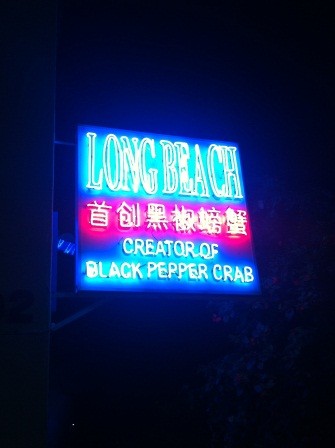 LONG BEACH
首创黑椒螃蟹
CREATOR OF
BLACK PEPPER CRAB